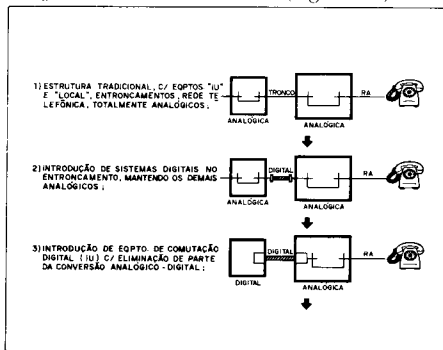 1) ESTRUTURA TRADICIONAL, C/ EQPTOS "IU"
E "LOCAL", ENTRONCAMENTOS, REDE TE
LEFÔNICA, TOTALMENTE ANALÓGICOS;
TRONCO
RA
ANALÓGICA
ANALÓGICA
2) INTRODUÇÃO DE SISTEMAS DIGITAIS NO
ENTRONCAMENTO, MANTENDO OS DEMAIS
ANALÓGICOS;
DIGITAL
RA
ANALÓGICA
ANALÓGICA
3) INTRODUÇÃO DE EQPTO. DE COMUTAÇÃO
DIGITAL (IU) C/ ELIMINAÇÃO DE PARTE
DA CONVERSÃO ANALÓGICO - DIGITAL;
DIGITAL
RA
DIGITAL
ANALÓGICA